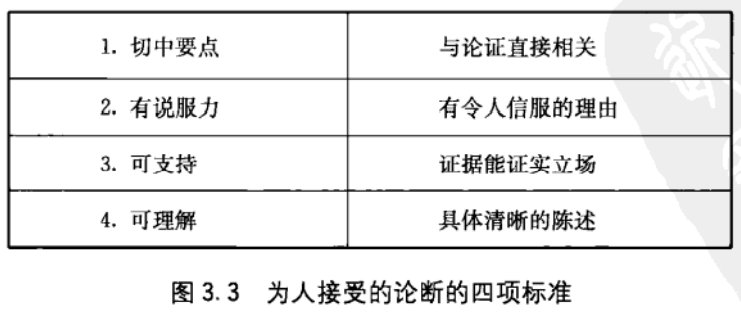 1. 切中要点 与论证直接相关
2. 有说服力 有令人信服的理由
3. 可支持 证据能证实立场
4. 可理解 具体清晰的陈述
图 3.3 为人接受的论断的四项标准